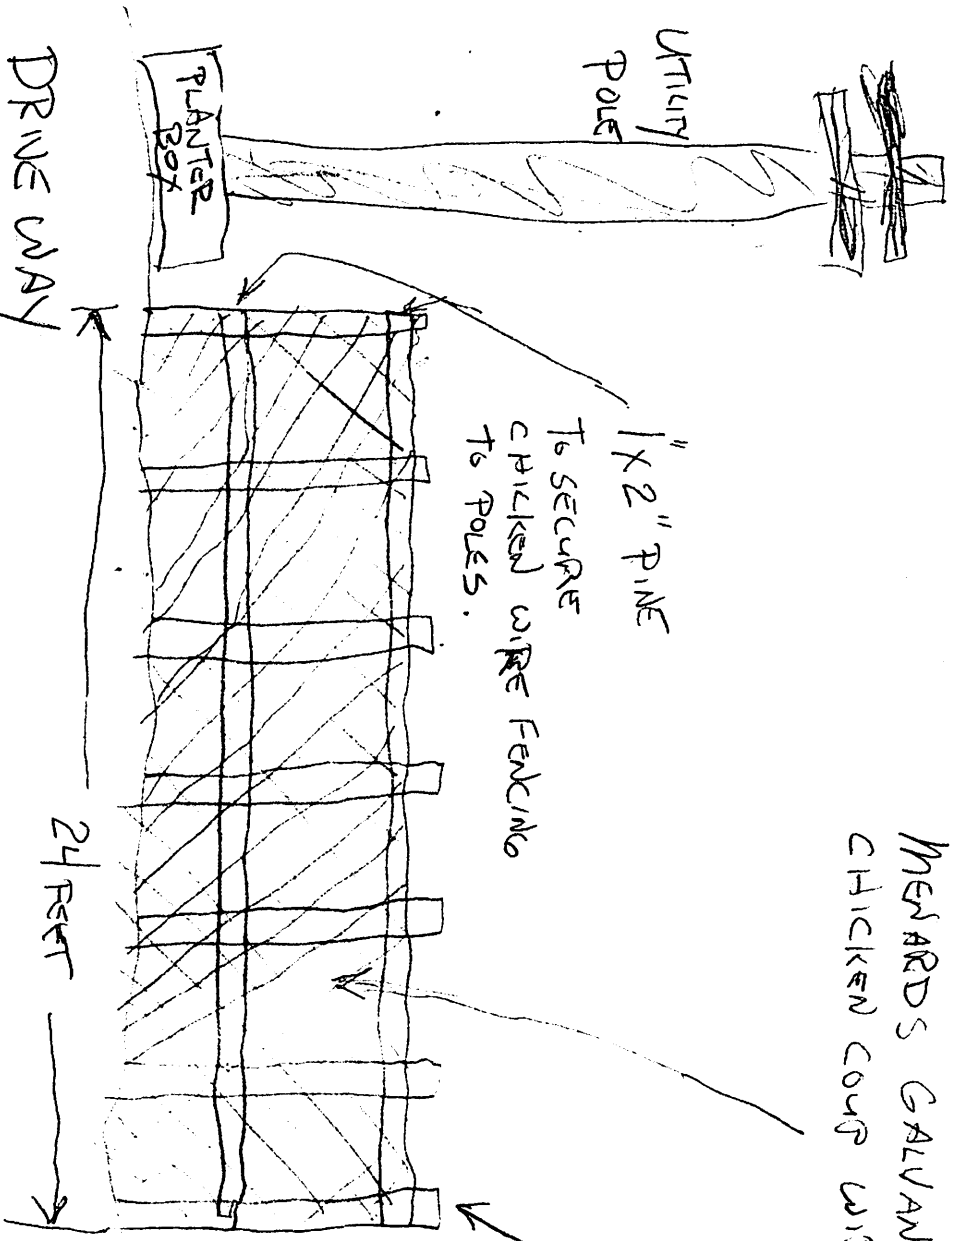 MENARDS GALVAN
CHICKEN COUP
UTILITY
POLE
1" X 2" PINE
TO SECURE
CHICKEN WIRE FENCING
TO POLES.
PLANTER
BOX
24 FEET
DRIVE WAY